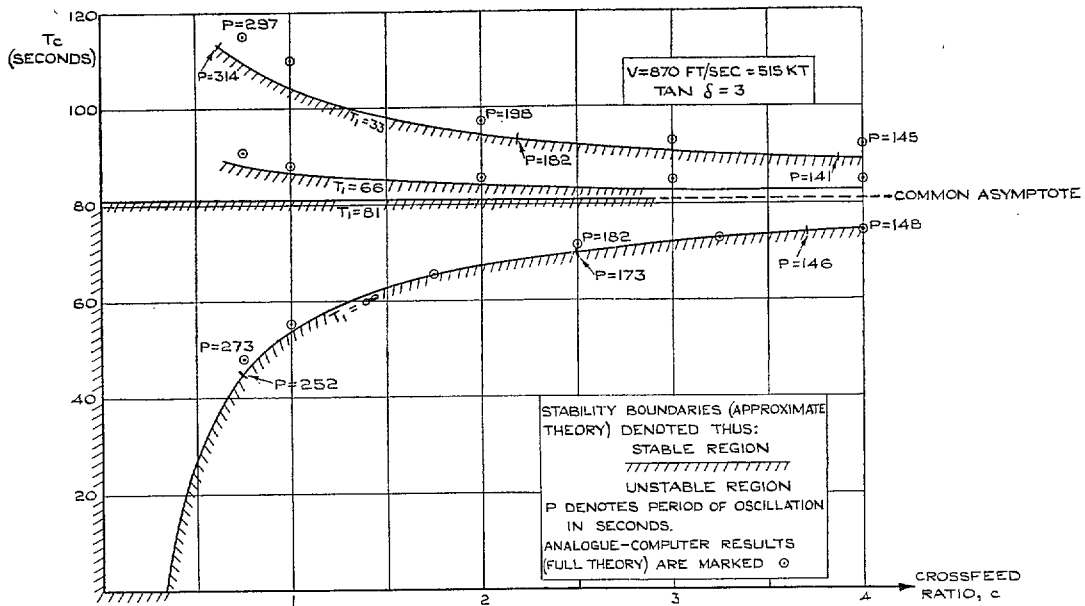 120
Tc
(SECONDS)
P=297
P=314
V=870 FT/SEC = 515 KT
TAN δ = 3
100
T₁=33
P=198
P=182
P=145
P=141
T₁=66
80
T₁=81
COMMON ASYMPTOTE
P=182
P=148
P=173
P=146
60
T₁=∞
P=273
P=252
40
STABILITY BOUNDARIES (APPROXIMATE
THEORY) DENOTED THUS:
STABLE REGION
UNSTABLE REGION
P DENOTES PERIOD OF OSCILLATION
IN SECONDS.
ANALOGUE-COMPUTER RESULTS
(FULL THEORY) ARE MARKED ⊙
20
1
2
3
4
CROSSFEED
RATIO, c